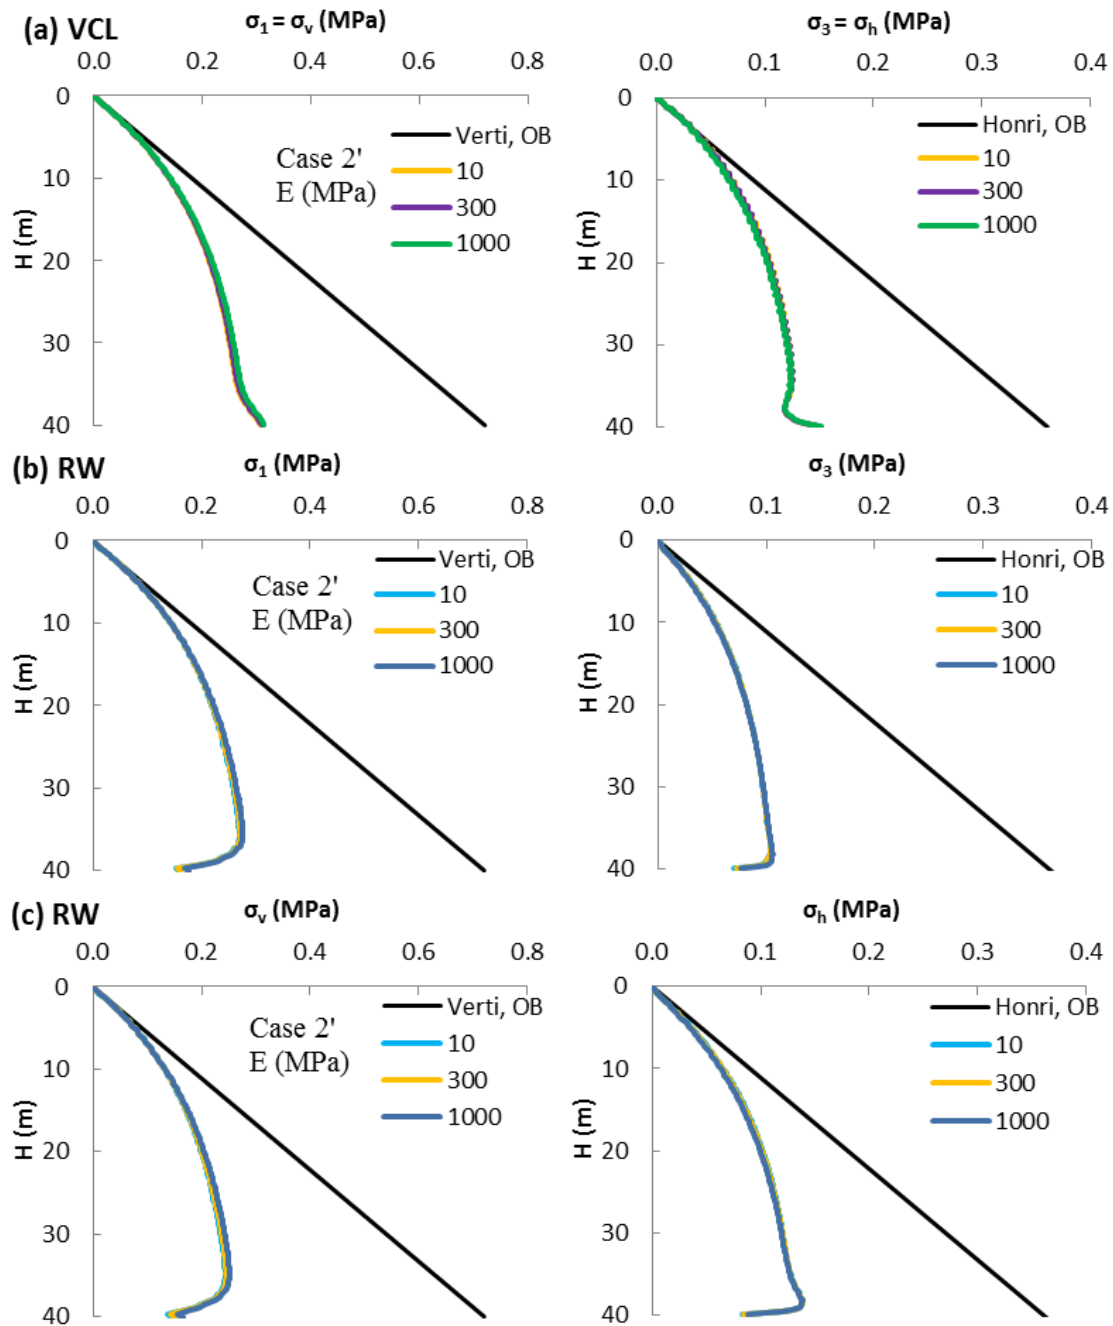 (a) VCL
σ1 = σv (MPa)
0.0 0.2 0.4 0.6 0.8
0
10
20
30
40
H (m)
Case 2'
E (MPa)
Verti, OB
10
300
1000
σ3 = σh (MPa)
0.0 0.1 0.2 0.3 0.4
0
10
20
30
40
H (m)
Honri, OB
10
300
1000
(b) RW
σ1 (MPa)
0.0 0.2 0.4 0.6 0.8
0
10
20
30
40
H (m)
Case 2'
E (MPa)
Verti, OB
10
300
1000
σ3 (MPa)
0.0 0.1 0.2 0.3 0.4
0
10
20
30
40
H (m)
Honri, OB
10
300
1000
(c) RW
σv (MPa)
0.0 0.2 0.4 0.6 0.8
0
10
20
30
40
H (m)
Case 2'
E (MPa)
Verti, OB
10
300
1000
σh (MPa)
0.0 0.1 0.2 0.3 0.4
0
10
20
30
40
H (m)
Honri, OB
10
300
1000